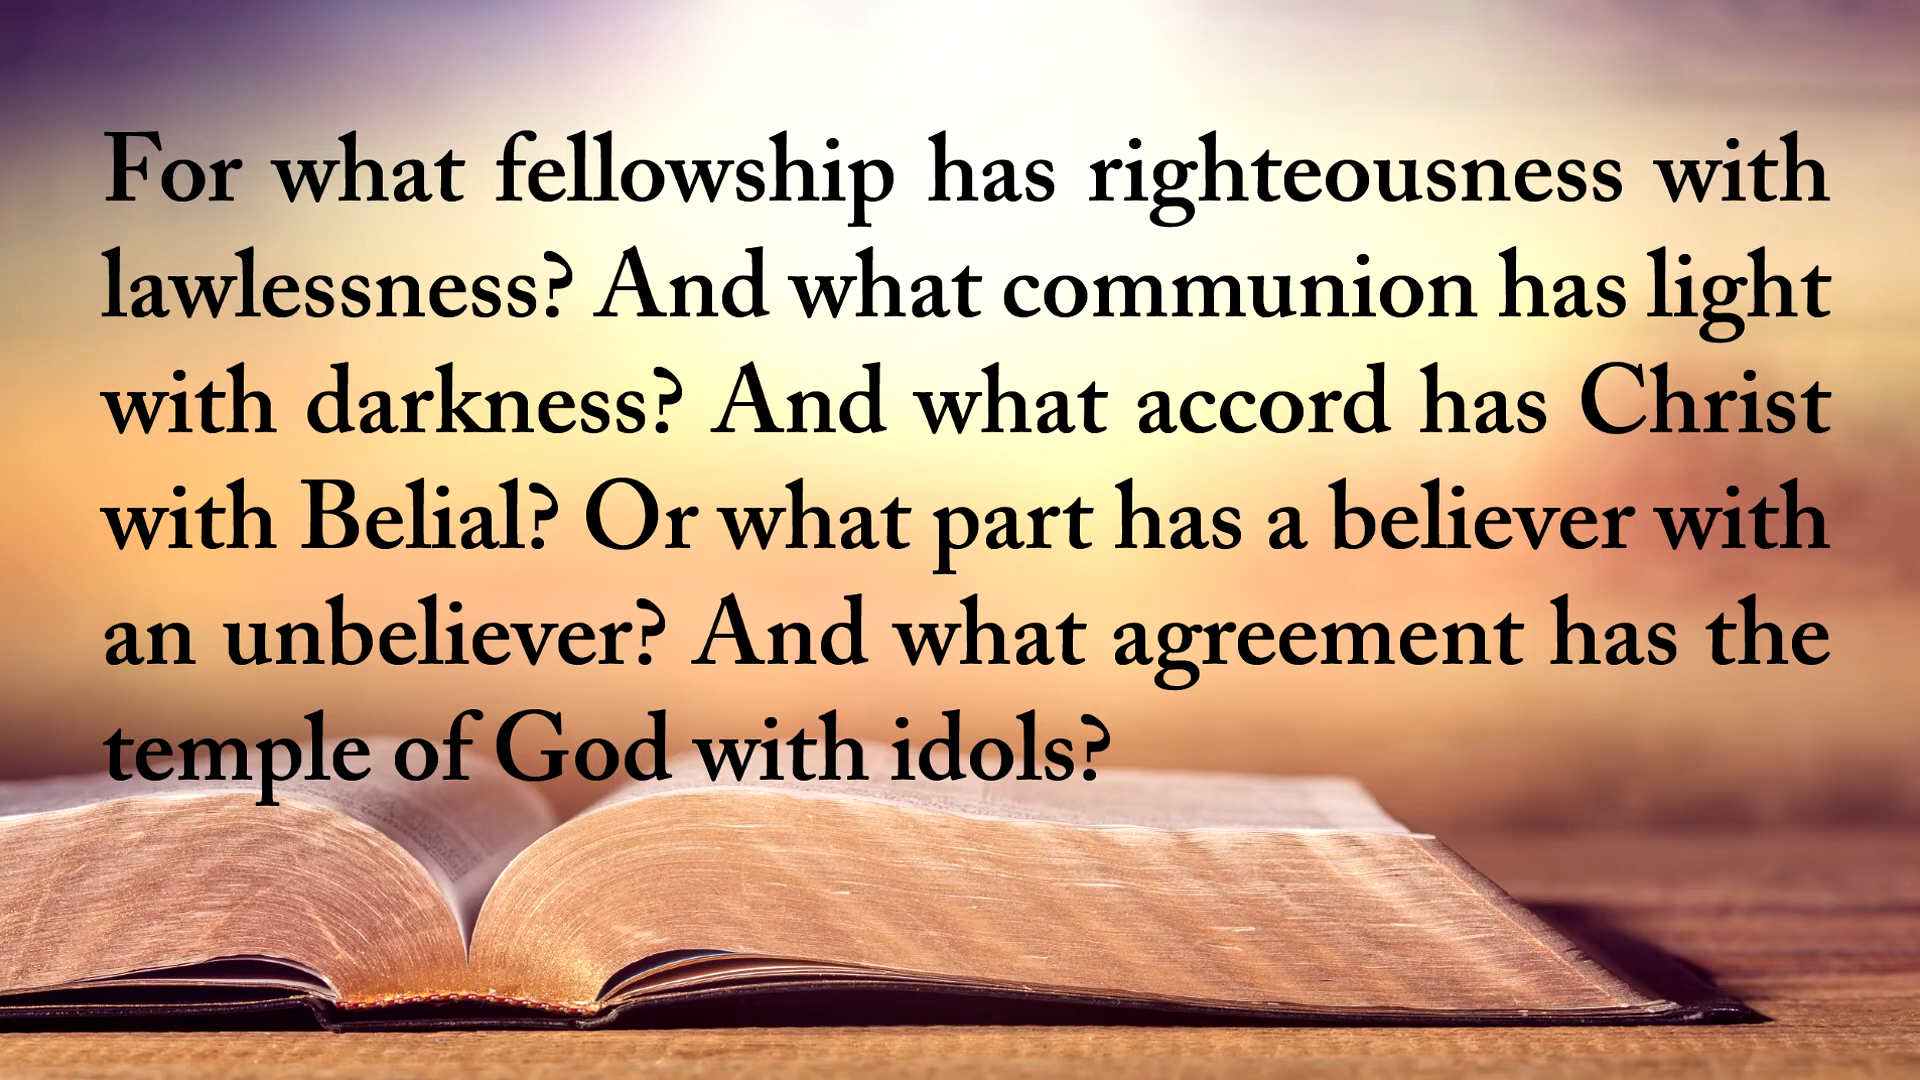 For what fellowship has righteousness with
lawlessness? And what communion has light
with darkness? And what accord has Christ
with Belial? Or what part has a believer with
an unbeliever? And what agreement has the
temple of God with idols?